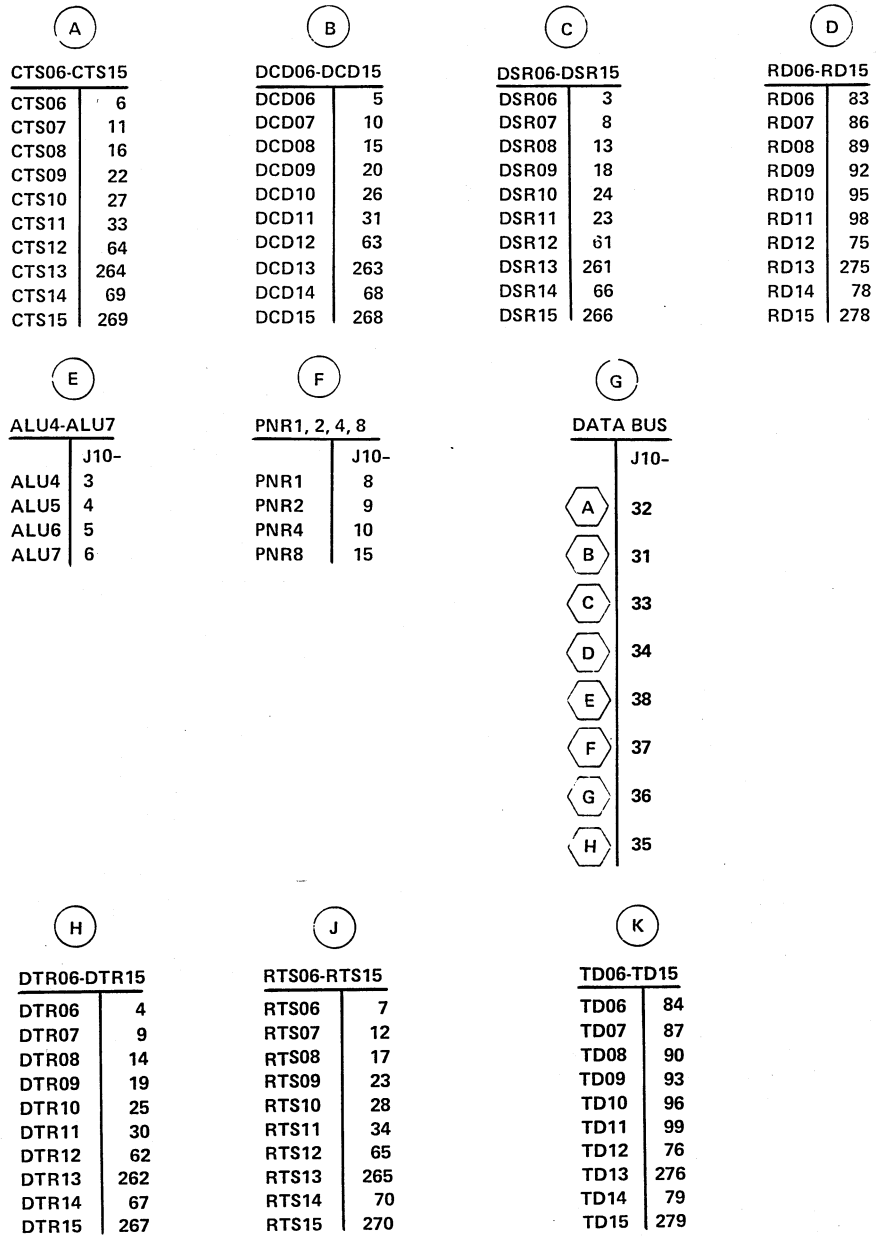 A
CTS06-CTS15
CTS06 6
CTS07 11
CTS08 16
CTS09 22
CTS10 27
CTS11 33
CTS12 64
CTS13 264
CTS14 69
CTS15 269
B
DCD06-DCD15
DCD06 5
DCD07 10
DCD08 15
DCD09 20
DCD10 26
DCD11 31
DCD12 63
DCD13 263
DCD14 68
DCD15 268
C
DSR06-DSR15
DSR06 3
DSR07 8
DSR08 13
DSR09 18
DSR10 24
DSR11 23
DSR12 61
DSR13 261
DSR14 66
DSR15 266
D
RD06-RD15
RD06 83
RD07 86
RD08 89
RD09 92
RD10 95
RD11 98
RD12 75
RD13 275
RD14 78
RD15 278
E
ALU4-ALU7
J10-
ALU4 3
ALU5 4
ALU6 5
ALU7 6
F
PNR1, 2, 4, 8
J10-
PNR1 8
PNR2 9
PNR4 10
PNR8 15
G
DATA BUS
J10-
A 32
B 31
C 33
D 34
E 38
F 37
G 36
H 35
H
DTR06-DTR15
DTR06 4
DTR07 9
DTR08 14
DTR09 19
DTR10 25
DTR11 30
DTR12 62
DTR13 262
DTR14 67
DTR15 267
J
RTS06-RTS15
RTS06 7
RTS07 12
RTS08 17
RTS09 23
RTS10 28
RTS11 34
RTS12 65
RTS13 265
RTS14 70
RTS15 270
K
TD06-TD15
TD06 84
TD07 87
TD08 90
TD09 93
TD10 96
TD11 99
TD12 76
TD13 276
TD14 79
TD15 279